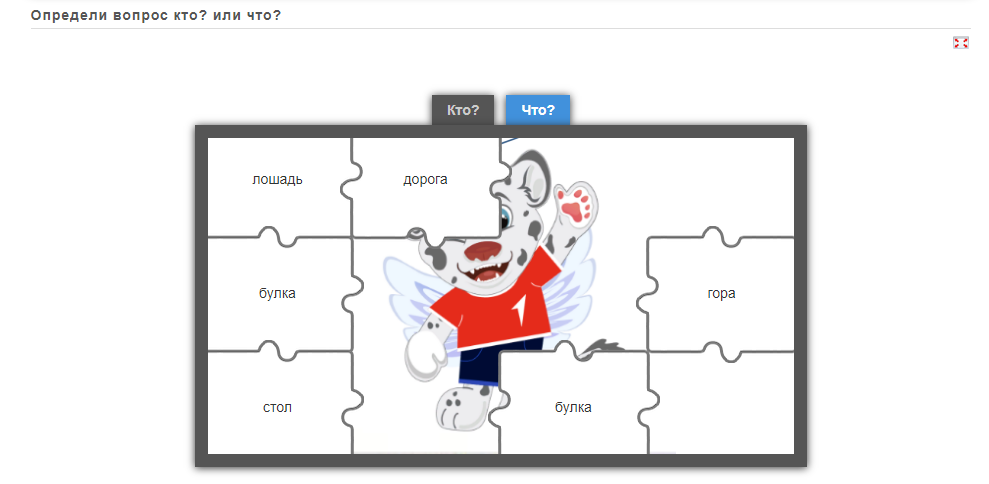 Определи вопрос кто? или что?
Кто? Что?
лошадь дорога
булка гора
стол булка